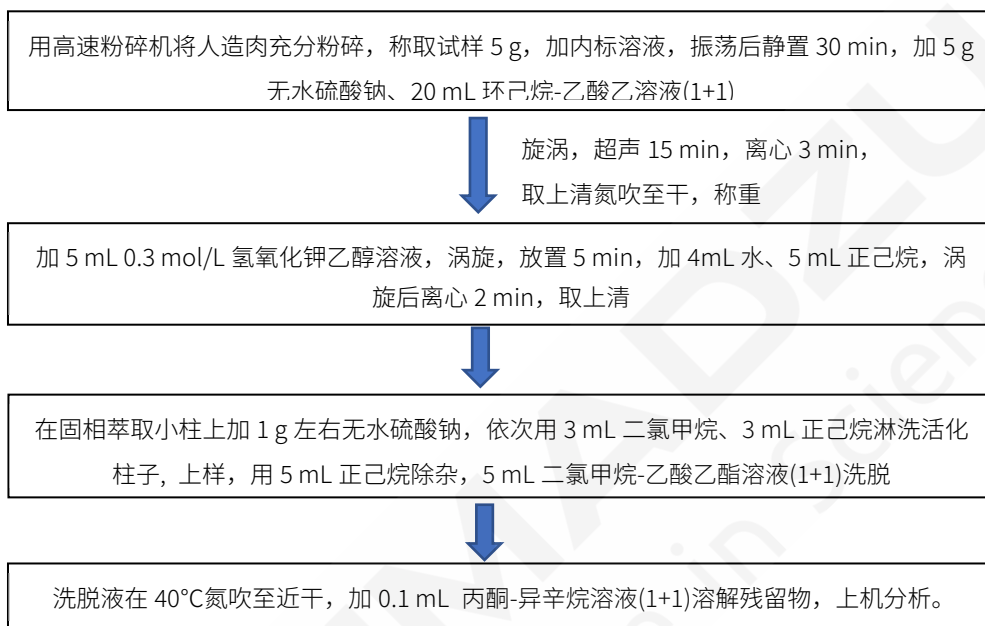 用高速粉碎机将人造肉充分粉碎，称取试样 5 g，加内标溶液，振荡后静置 30 min，加 5 g
无水硫酸钠、20 mL 环己烷-乙酸乙溶液(1+1)
旋涡，超声 15 min，离心 3 min，
取上清氮吹至干，称重
加 5 mL 0.3 mol/L 氢氧化钾乙醇溶液，涡旋，放置 5 min，加 4mL 水、5 mL 正己烷，涡
旋后离心 2 min，取上清
在固相萃取小柱上加 1 g 左右无水硫酸钠，依次用 3 mL 二氯甲烷、3 mL 正己烷淋洗活化
柱子, 上样，用 5 mL 正己烷除杂，5 mL 二氯甲烷-乙酸乙酯溶液(1+1)洗脱
洗脱液在 40°C氮吹至近干，加 0.1 mL 丙酮-异辛烷溶液(1+1)溶解残留物，上机分析。